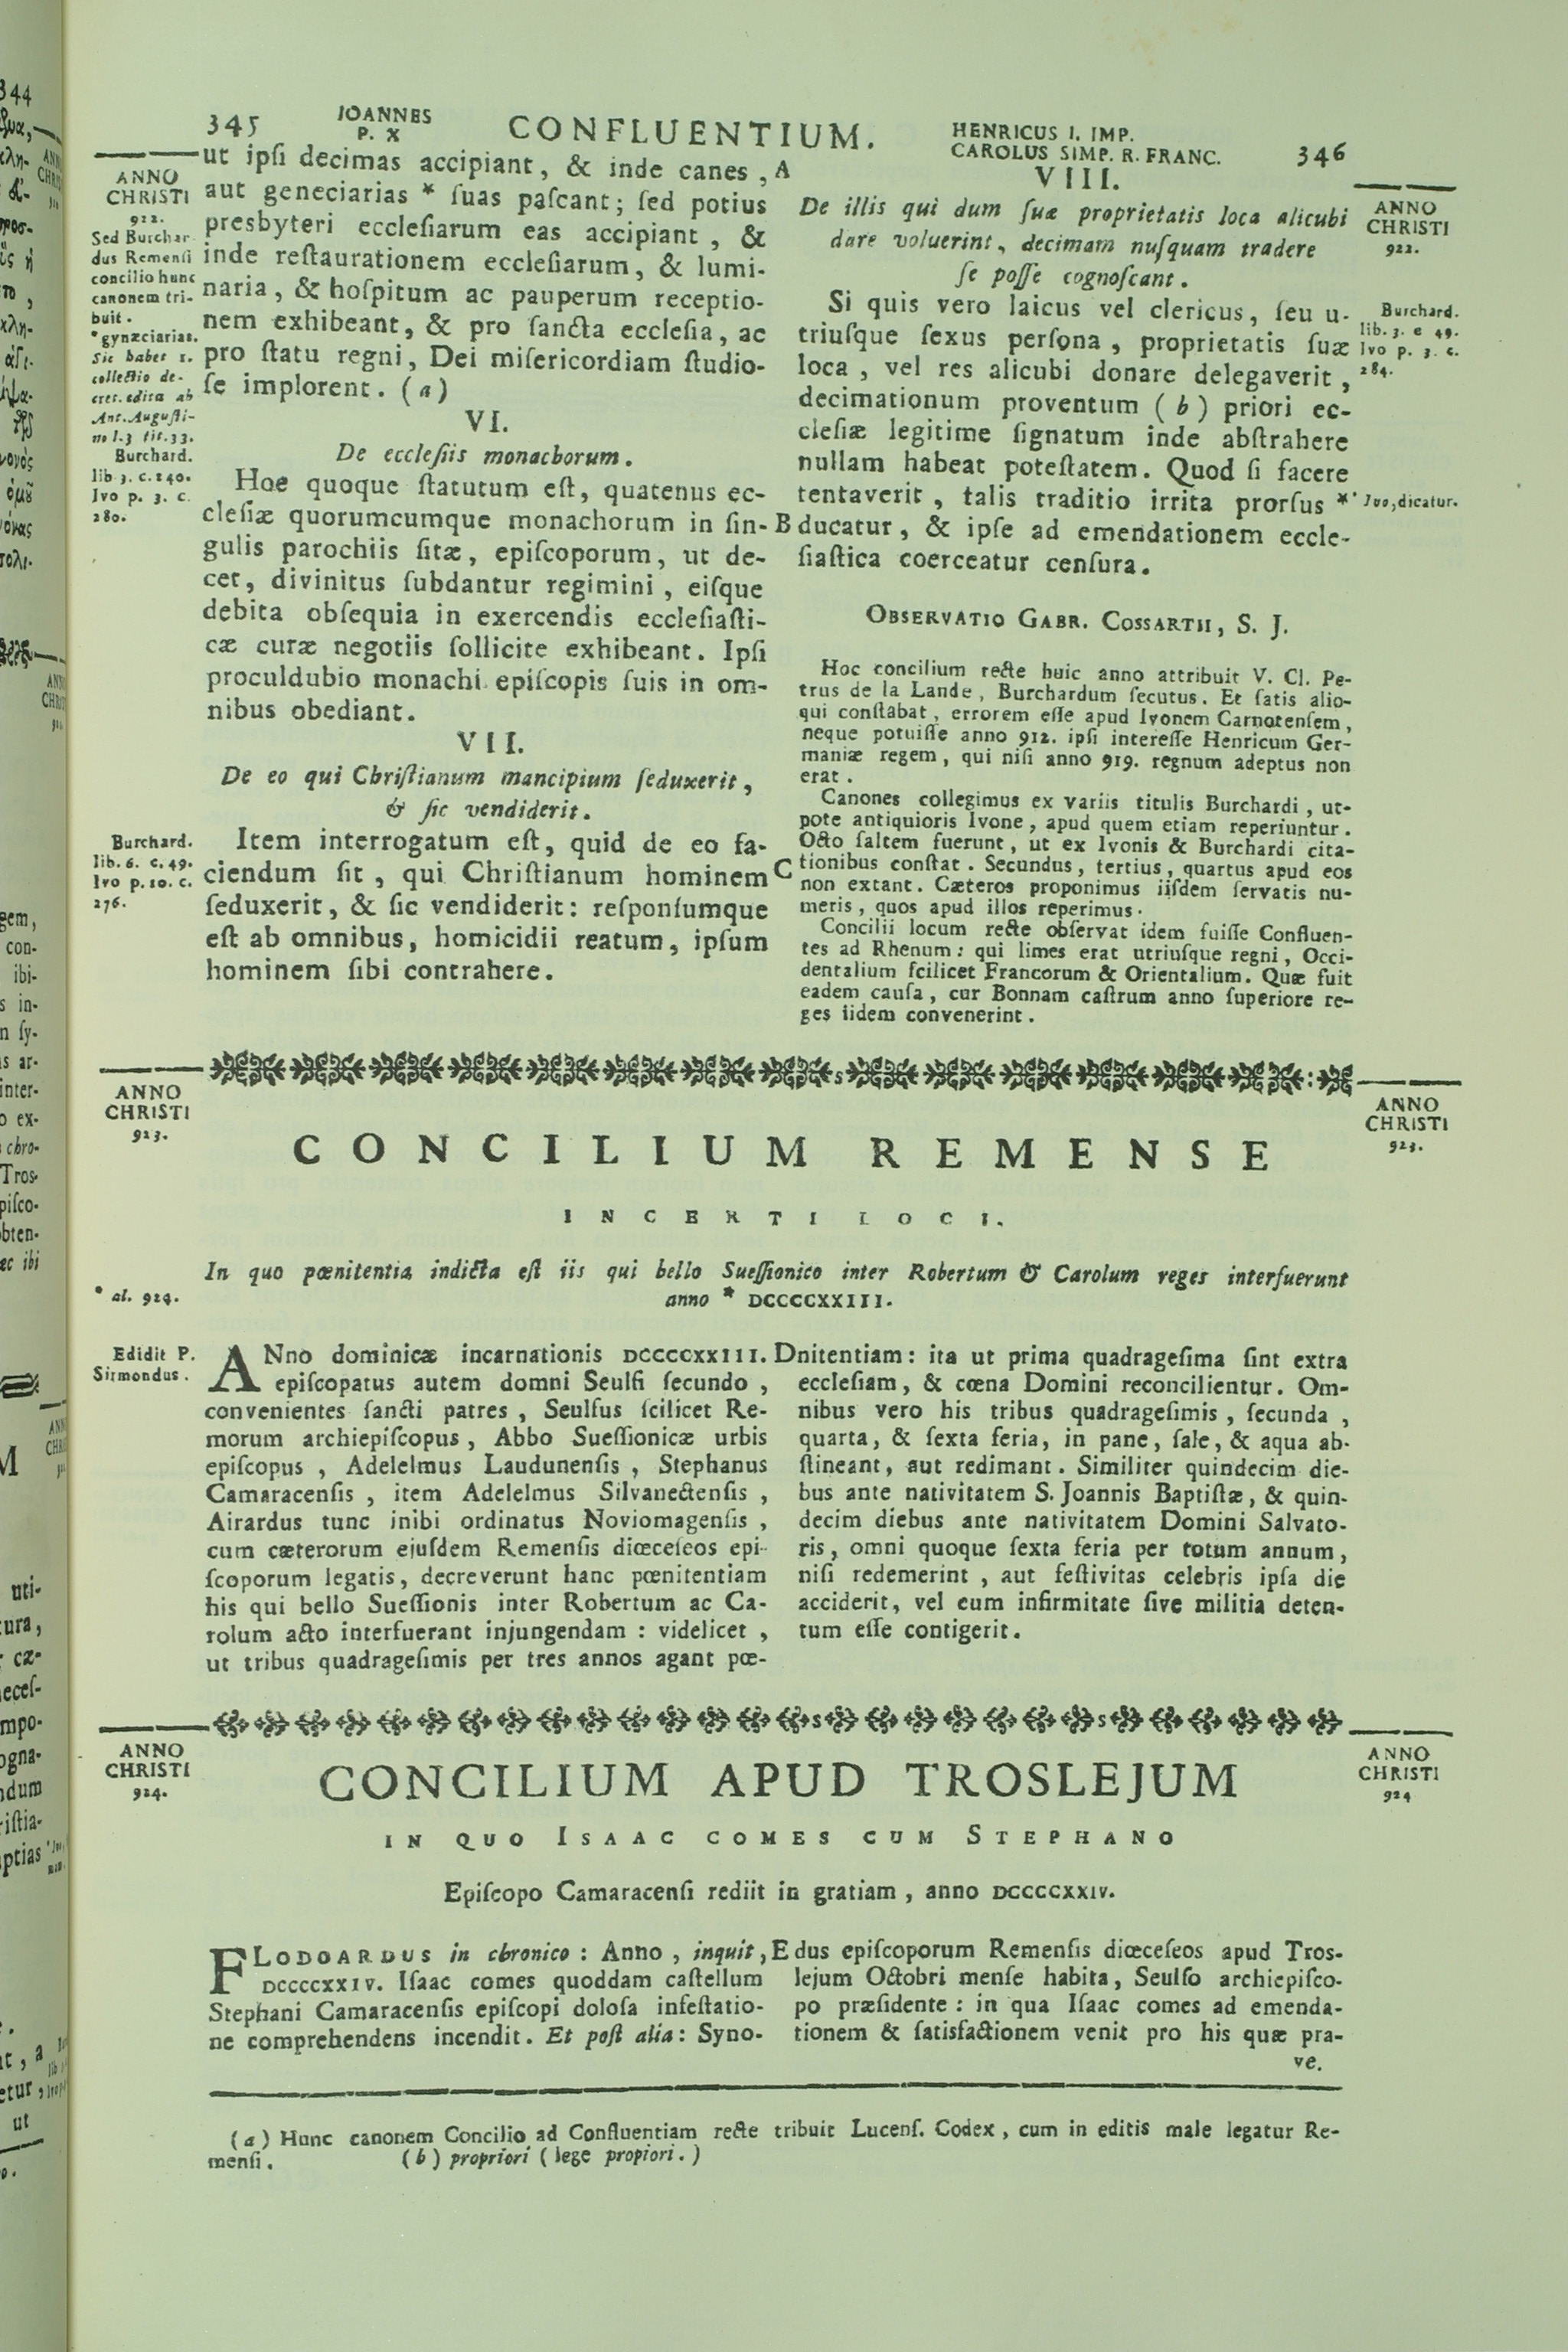 345 JOANNES P. X CONFLUENTIUM. HENRICUS I. IMP. CAROLUS SIMP. R. FRANC. 346
ANNO
CHRISTI
922.
Sed Burchar
dus Remensi
concilio hunc
canonem tri-
buit.
*gynæciarias.
Sic habet 1.
collectio de-
cret. edita ab
Ant. Augusti-
no l.3 tit.33.
Burchard.
lib 3. c.240.
Ivo p. 3. c.
280.
ut ipſi decimas accipiant, & inde canes,
aut geneciarias * ſuas paſcant; ſed potius
presbyteri eccleſiarum eas accipiant, &
inde reſtaurationem eccleſiarum, & lumi-
naria, & hoſpitum ac pauperum receptio-
nem exhibeant, & pro ſancta eccleſia, ac
pro ſtatu regni, Dei miſericordiam ſtudio-
ſe implorent. (a)
VI.
De eccleſiis monachorum.
Hoc quoque ſtatutum eſt, quatenus ec-
cleſiæ quorumcumque monachorum in ſin-
gulis parochiis ſitæ, epiſcoporum, ut de-
cet, divinitus ſubdantur regimini, eiſque
debita obſequia in exercendis eccleſiaſti-
cæ curæ negotiis ſollicite exhibeant. Ipſi
proculdubio monachi epiſcopis ſuis in om-
nibus obediant.
VII.
De eo qui Chriſtianum mancipium ſeduxerit,
& ſic vendiderit.
Burchard.
lib. 6. c. 49.
Ivo p. 10. c.
276.
Item interrogatum eſt, quid de eo fa-
ciendum ſit, qui Chriſtianum hominem
ſeduxerit, & ſic vendiderit: reſponſumque
eſt ab omnibus, homicidii reatum, ipſum
hominem ſibi contrahere.
A
B
C
VIII.
De illis qui dum ſuæ proprietatis loca alicubi
dare voluerint, decimam nuſquam tradere
ſe poſſe cognoſcant.
ANNO
CHRISTI
922.
Si quis vero laicus vel clericus, ſeu u-
triuſque ſexus perſona, proprietatis ſuæ
loca, vel res alicubi donare delegaverit,
decimationum proventum (b) priori ec-
cleſiæ legitime ſignatum inde abſtrahere
nullam habeat poteſtatem. Quod ſi facere
tentaverit, talis traditio irrita prorſus *
ducatur, & ipſe ad emendationem eccle-
ſiaſtica coerceatur cenſura.
Burchard.
lib. 3. c 49.
Ivo p. 3. c.
284.
* Ivo, dicatur.
OBSERVATIO GABR. COSSARTII, S. J.
Hoc concilium recte huic anno attribuit V. Cl. Pe-
trus de la Lande, Burchardum ſecutus. Et ſatis alio-
qui conſtabat, errorem eſſe apud Ivonem Carnotenſem,
neque potuiſſe anno 912. ipſi intereſſe Henricum Ger-
maniæ regem, qui niſi anno 919. regnum adeptus non
erat.
Canones collegimus ex variis titulis Burchardi, ut-
pote antiquioris Ivone, apud quem etiam reperiuntur.
Octo ſaltem fuerunt, ut ex Ivonis & Burchardi cita-
tionibus conſtat. Secundus, tertius, quartus apud eos
non extant. Cæteros proponimus iiſdem ſervatis nu-
meris, quos apud illos reperimus.
Concilii locum recte obſervat idem fuiſſe Confluen-
tes ad Rhenum: qui limes erat utriuſque regni, Occi-
dentalium ſcilicet Francorum & Orientalium. Quæ fuit
eadem cauſa, cur Bonnam caſtrum anno ſuperiore re-
ges iidem convenerint.
ANNO
CHRISTI
923.
ANNO
CHRISTI
923.
CONCILIUM REMENSE
INCERTI LOCI.
In quo pœnitentia indicta eſt iis qui bello Sueſſionico inter Robertum & Carolum reges interfuerunt
anno * DCCCCXXIII.
* al. 924.
Edidit P.
Sirmondus.
ANno dominicæ incarnationis DCCCCXXIII.
epiſcopatus autem domni Seulfi ſecundo,
convenientes ſancti patres, Seulfus ſcilicet Re-
morum archiepiſcopus, Abbo Sueſſionicæ urbis
epiſcopus, Adelelmus Laudunenſis, Stephanus
Camaracenſis, item Adelelmus Silvanectenſis,
Airardus tunc inibi ordinatus Noviomagenſis,
cum cæterorum ejuſdem Remenſis diœceſeos epi-
ſcoporum legatis, decreverunt hanc pœnitentiam
his qui bello Sueſſionis inter Robertum ac Ca-
rolum acto interfuerant injungendam: videlicet,
ut tribus quadrageſimis per tres annos agant pœ-
D
nitentiam: ita ut prima quadrageſima ſint extra
eccleſiam, & cœna Domini reconcilientur. Om-
nibus vero his tribus quadrageſimis, ſecunda,
quarta, & ſexta feria, in pane, ſale, & aqua ab-
ſtineant, aut redimant. Similiter quindecim die-
bus ante nativitatem S. Joannis Baptiſtæ, & quin-
decim diebus ante nativitatem Domini Salvato-
ris, omni quoque ſexta feria per totum annum,
niſi redemerint, aut feſtivitas celebris ipſa die
acciderit, vel eum infirmitate ſive militia deten-
tum eſſe contigerit.
ANNO
CHRISTI
924.
ANNO
CHRISTI
924
CONCILIUM APUD TROSLEJUM
IN QUO ISAAC COMES CUM STEPHANO
Epiſcopo Camaracenſi rediit in gratiam, anno DCCCCXXIV.
FLODOARDUS in chronico: Anno, inquit,
DCCCCXXIV. Iſaac comes quoddam caſtellum
Stephani Camaracenſis epiſcopi doloſa infeſtatio-
ne comprehendens incendit. Et poſt alia: Syno-
E
dus epiſcoporum Remenſis diœceſeos apud Tros-
lejum Octobri menſe habita, Seulfo archiepiſco-
po præſidente: in qua Iſaac comes ad emenda-
tionem & ſatisfactionem venit pro his quæ pra-
ve.
(a) Hunc canonem Concilio ad Confluentiam recte tribuit Lucenſ. Codex, cum in editis male legatur Re-
menſi. (b) propriori (lege propiori.)